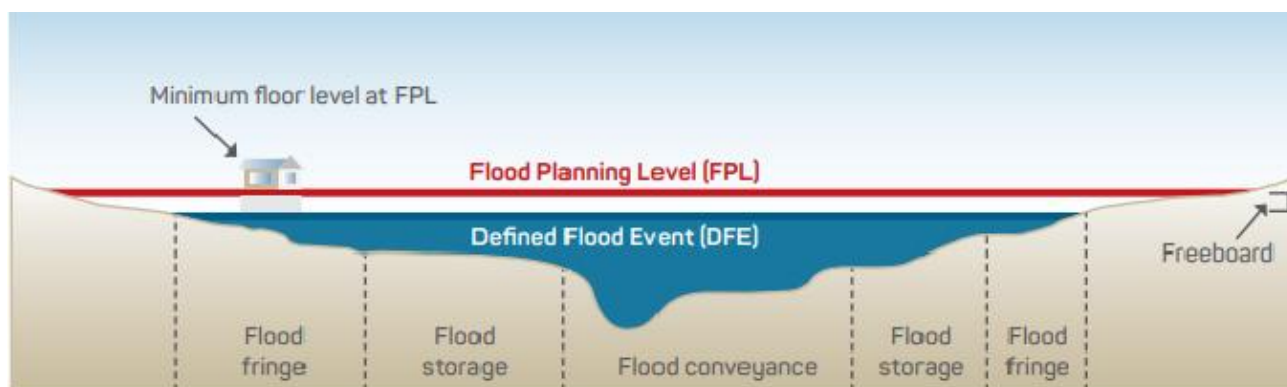 Minimum floor level at FPL
Flood Planning Level (FPL)
Defined Flood Event (DFE)
Freeboard
Flood
fringe
Flood
storage
Flood conveyance
Flood
storage
Flood
fringe